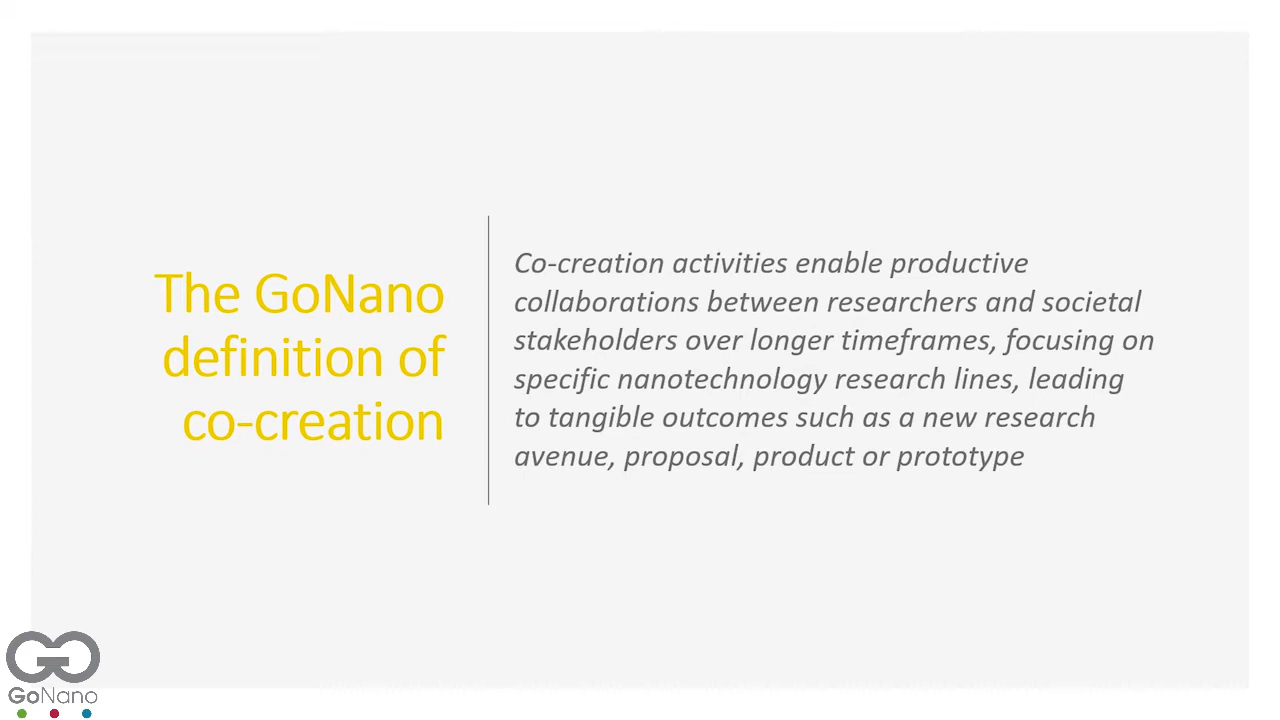 The GoNano
definition of
co-creation
Co-creation activities enable productive
collaborations between researchers and societal
stakeholders over longer timeframes, focusing on
specific nanotechnology research lines, leading
to tangible outcomes such as a new research
avenue, proposal, product or prototype
GoNano